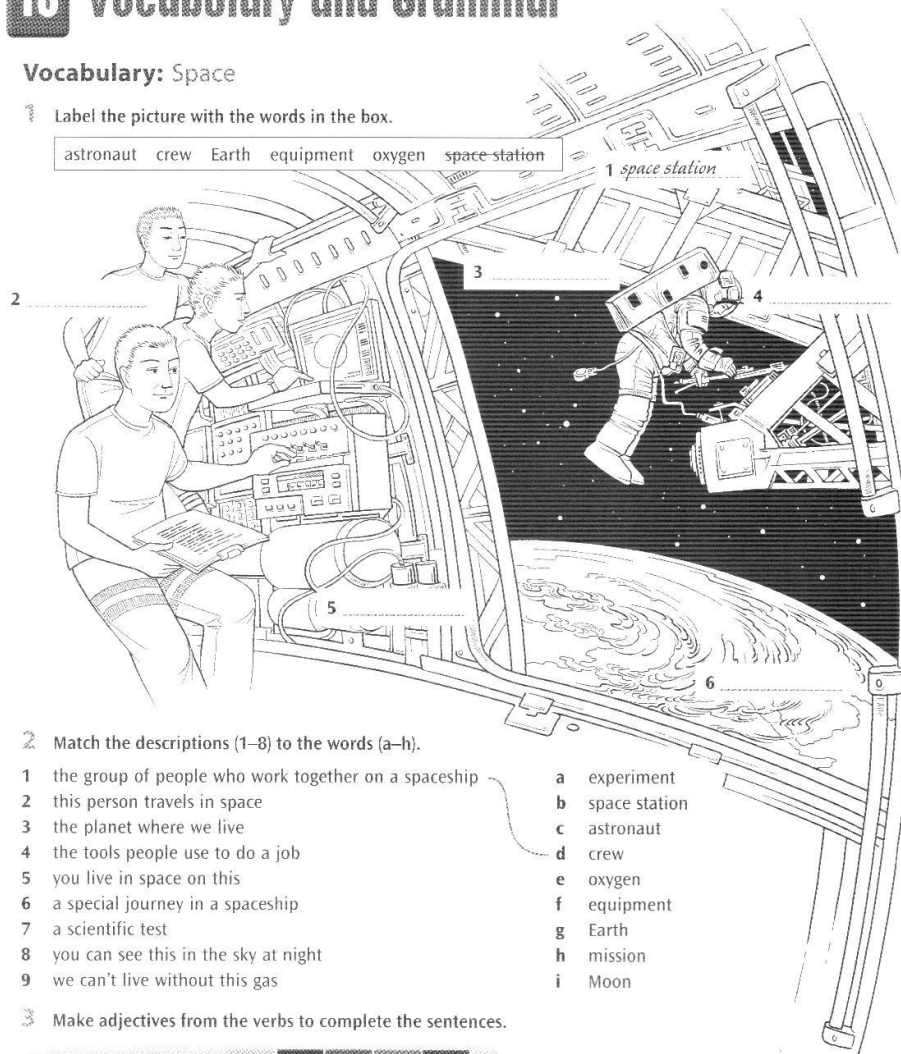 13 Vocabulary and Grammar
Vocabulary: Space
1 Label the picture with the words in the box.
astronaut crew Earth equipment oxygen space station
1 space station
2
3
4
5
6
2 Match the descriptions (1–8) to the words (a–h).
1 the group of people who work together on a spaceship
2 this person travels in space
3 the planet where we live
4 the tools people use to do a job
5 you live in space on this
6 a special journey in a spaceship
7 a scientific test
8 you can see this in the sky at night
9 we can't live without this gas
a experiment
b space station
c astronaut
d crew
e oxygen
f equipment
g Earth
h mission
i Moon
3 Make adjectives from the verbs to complete the sentences.